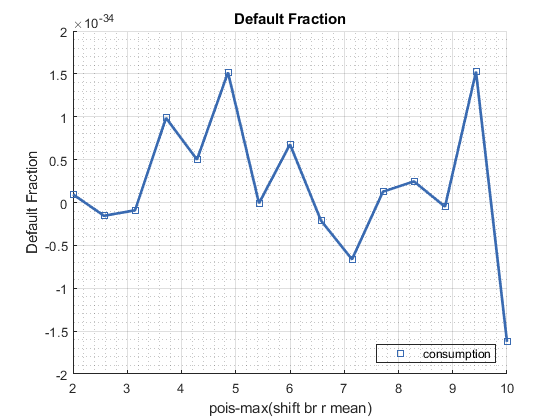 Default Fraction
×10-34
2
1.5
1
0.5
0
-0.5
-1
-1.5
-2
Default Fraction
2 3 4 5 6 7 8 9 10
pois-max(shift br r mean)
consumption